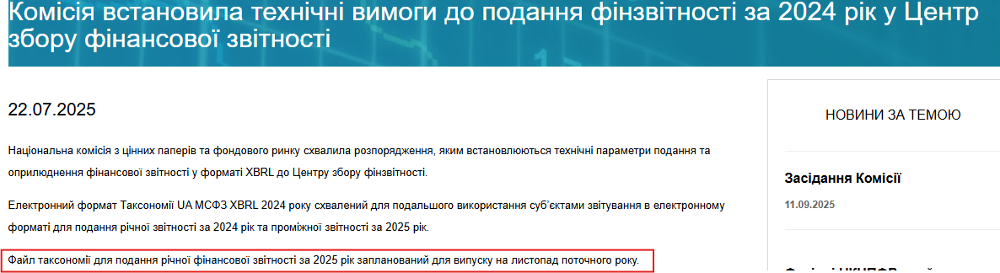 Комісія встановила технічні вимоги до подання фінзвітності за 2024 рік у Центр
збору фінансової звітності
22.07.2025
НОВИНИ ЗА ТЕМОЮ
Національна комісія з цінних паперів та фондового ринку схвалила розпорядження, яким встановлюються технічні параметри подання та
оприлюднення фінансової звітності у форматі XBRL до Центру збору фінзвітності.
Засідання Комісії
11.09.2025
Електронний формат Таксономії UA МСФЗ XBRL 2024 року схвалений для подальшого використання суб’єктами звітування в електронному
форматі для подання річної звітності за 2024 рік та проміжної звітності за 2025 рік.
Файл таксономії для подання річної фінансової звітності за 2025 рік запланований для випуску на листопад поточного року.